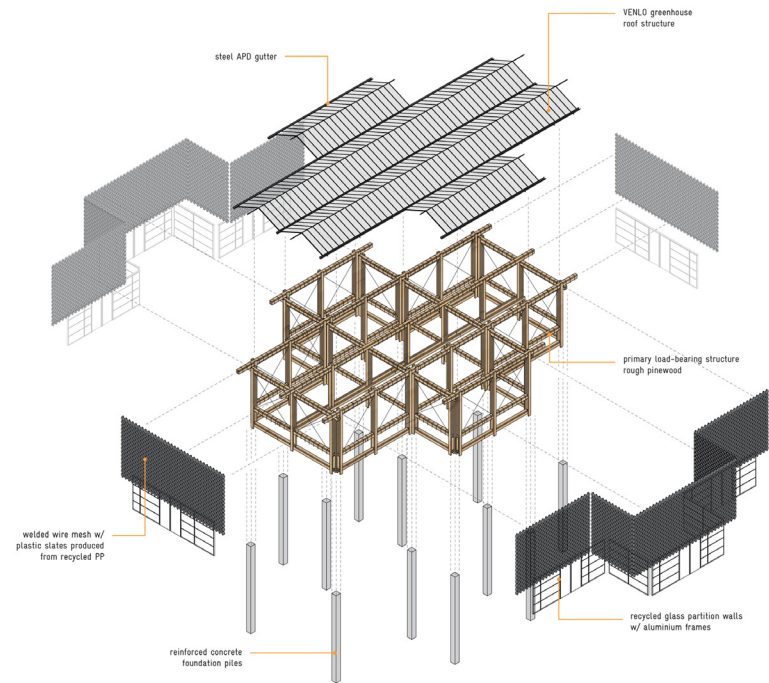 VENLO greenhouse
roof structure
steel APD gutter
primary load-bearing structure
rough pinewood
welded wire mesh w/
plastic slates produced
from recycled PP
recycled glass partition walls
w/ aluminium frames
reinforced concrete
foundation piles